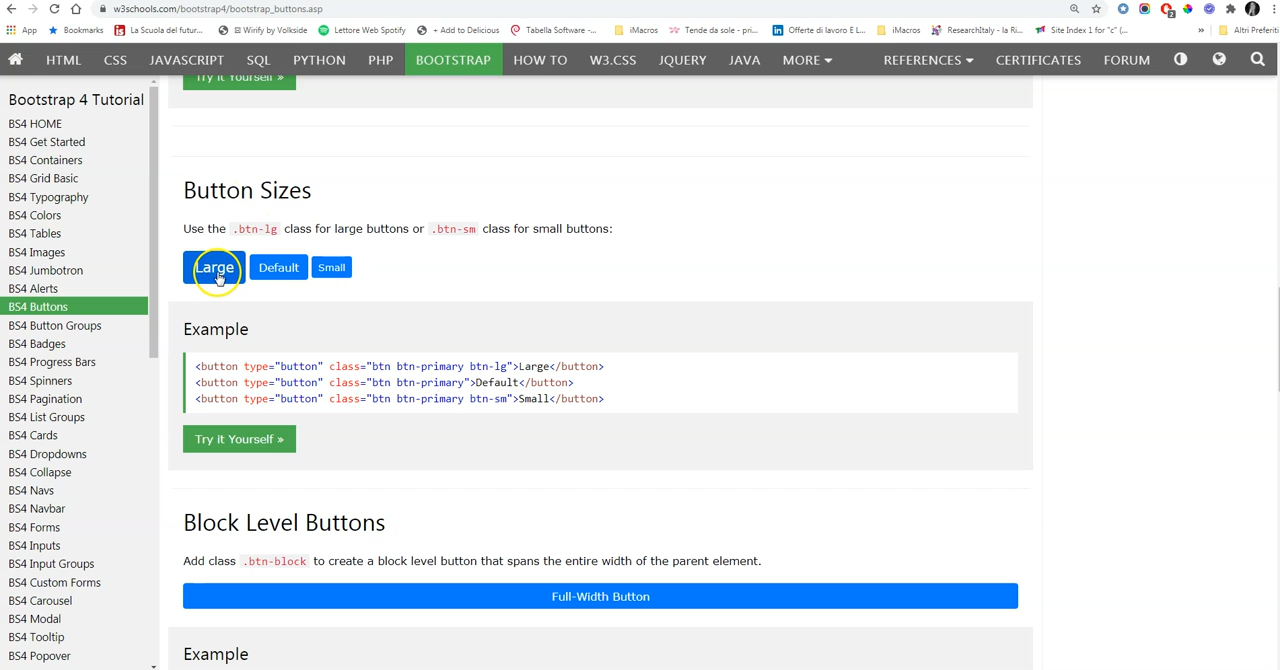 w3schools.com/bootstrap4/bootstrap_buttons.asp
App Bookmarks La Scuola del futur... Wirify by Volkside Lettore Web Spotify + Add to Delicious Tabella Software –... iMacros Tende da sole - pri... Offerte di lavoro E L... iMacros ResearchItaly - la Ri... Site Index 1 for "c" (... » Altri Preferiti
HTML CSS JAVASCRIPT SQL PYTHON PHP BOOTSTRAP HOW TO W3.CSS JQUERY JAVA MORE REFERENCES CERTIFICATES FORUM
Try it Yourself »
Bootstrap 4 Tutorial
BS4 HOME
BS4 Get Started
BS4 Containers
BS4 Grid Basic
BS4 Typography
BS4 Colors
BS4 Tables
BS4 Images
BS4 Jumbotron
BS4 Alerts
BS4 Buttons
BS4 Button Groups
BS4 Badges
BS4 Progress Bars
BS4 Spinners
BS4 Pagination
BS4 List Groups
BS4 Cards
BS4 Dropdowns
BS4 Collapse
BS4 Navs
BS4 Navbar
BS4 Forms
BS4 Inputs
BS4 Input Groups
BS4 Custom Forms
BS4 Carousel
BS4 Modal
BS4 Tooltip
BS4 Popover
Button Sizes
Use the .btn-lg class for large buttons or .btn-sm class for small buttons:
Large Default Small
Example
<button type="button" class="btn btn-primary btn-lg">Large</button>
<button type="button" class="btn btn-primary">Default</button>
<button type="button" class="btn btn-primary btn-sm">Small</button>
Try it Yourself »
Block Level Buttons
Add class .btn-block to create a block level button that spans the entire width of the parent element.
Full-Width Button
Example